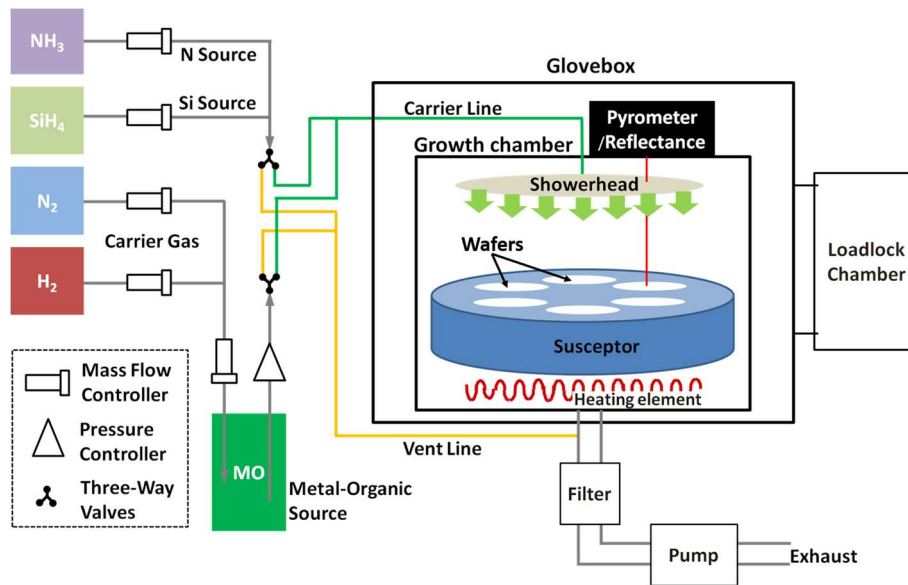 NH3
N Source
Si Source
SiH4
N2
Carrier Gas
H2
Mass Flow
Controller
Pressure
Controller
Three-Way
Valves
MO
Metal-Organic
Source
Carrier Line
Vent Line
Glovebox
Growth chamber
Pyrometer
/Reflectance
Showerhead
Wafers
Susceptor
Heating element
Loadlock
Chamber
Filter
Pump
Exhaust